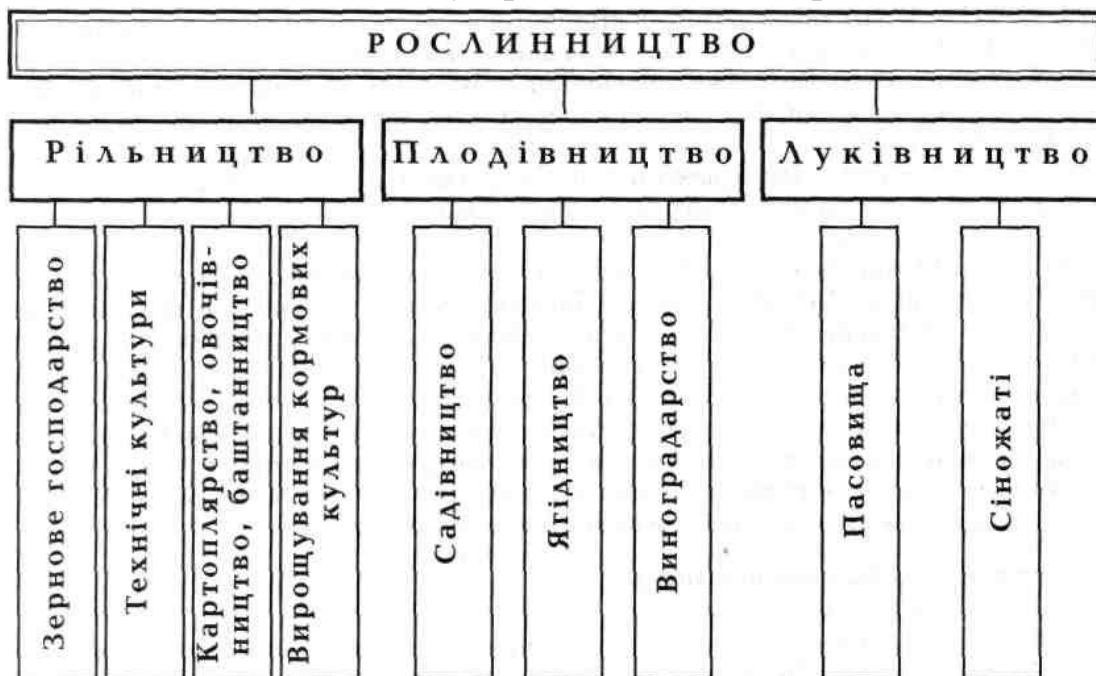 РОСЛИННИЦТВО
Рільництво
Плодівництво
Луківництво
Зернове господарство
Технічні культури
Картоплярство, овочів-
ництво, баштанництво
Вирощування кормових
культур
Садівництво
Ягідництво
Виноградарство
Пасовища
Сіножаті